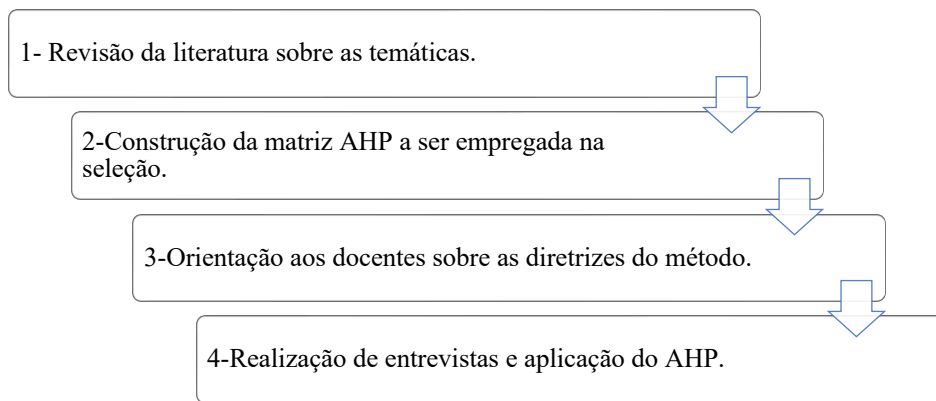 1- Revisão da literatura sobre as temáticas.
2-Construção da matriz AHP a ser empregada na
seleção.
3-Orientação aos docentes sobre as diretrizes do método.
4-Realização de entrevistas e aplicação do AHP.